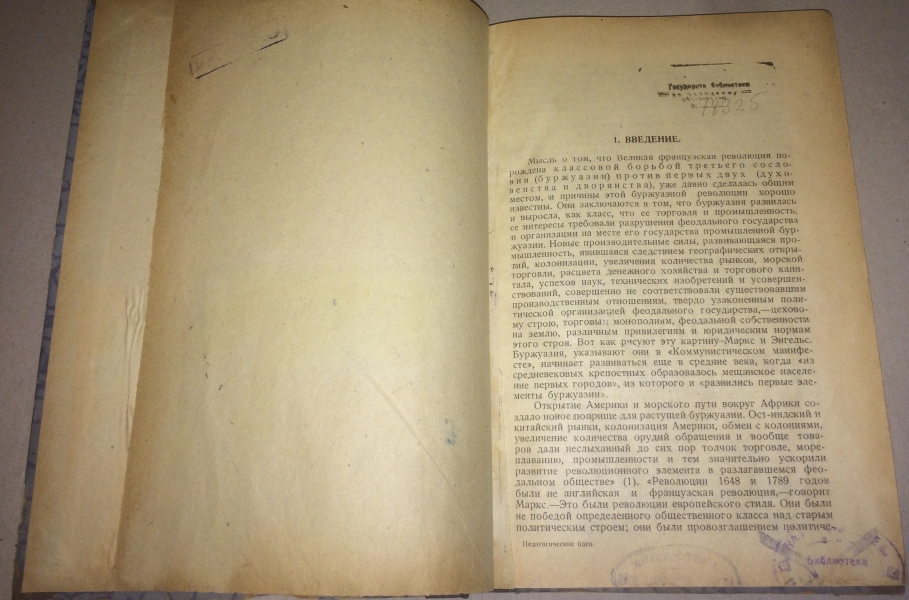 библиотека
1. ВВЕДЕНИЕ.
Мысль о том, что Великая французская революция по-
рождена классовой борьбой третьего сосло-
вия (буржуазии) против первых двух (духо-
венства и дворянства), уже давно сделалась общим
местом, и причины этой буржуазной революции хорошо
известны. Они заключаются в том, что буржуазия развилась
и выросла, как класс, что ее торговля и промышленность,
ее интересы требовали разрушения феодального государства
и организации на месте его государства промышленной бур-
жуазии. Новые производительные силы, развивающаяся про-
мышленность, явившаяся следствием географических откры-
тий, колонизации, увеличения количества рынков, морской
торговли, расцвета денежного хозяйства и торгового капи-
тала, успехов наук, технических изобретений и усовершен-
ствований, совершенно не соответствовали существовавшим
производственным отношениям, твердо узаконенным поли-
тической организацией феодального государства,—цехово-
му строю, торговым монополиям, феодальной собственности
на землю, различным привилегиям и юридическим нормам
этого строя. Вот как рисуют эту картину Маркс и Энгельс.
Буржуазия, указывают они в «Коммунистическом манифе-
сте», начинает развиваться еще в средние века, когда «из
средневековых крепостных образовалось мещанское населе-
ние первых городов», из которого и «развились первые эле-
менты буржуазии».
Открытие Америки и морского пути вокруг Африки со-
здало новое поприще для растущей буржуазии. Ост-индский и
китайский рынки, колонизация Америки, обмен с колониями,
увеличение количества орудий обращения и вообще това-
ров дали неслыханный до сих пор толчок торговле, море-
плаванию, промышленности и тем значительно ускорили
развитие революционного элемента в разлагавшемся фео-
дальном обществе» (1). «Революции 1648 и 1789 годов
были не английская и французская революция,—говорит
Маркс.—Это были революции европейского стиля. Они были
не победой определенного общественного класса над старым
политическим строем; они были провозглашением политиче-
Педагогические идеи.
библиотека